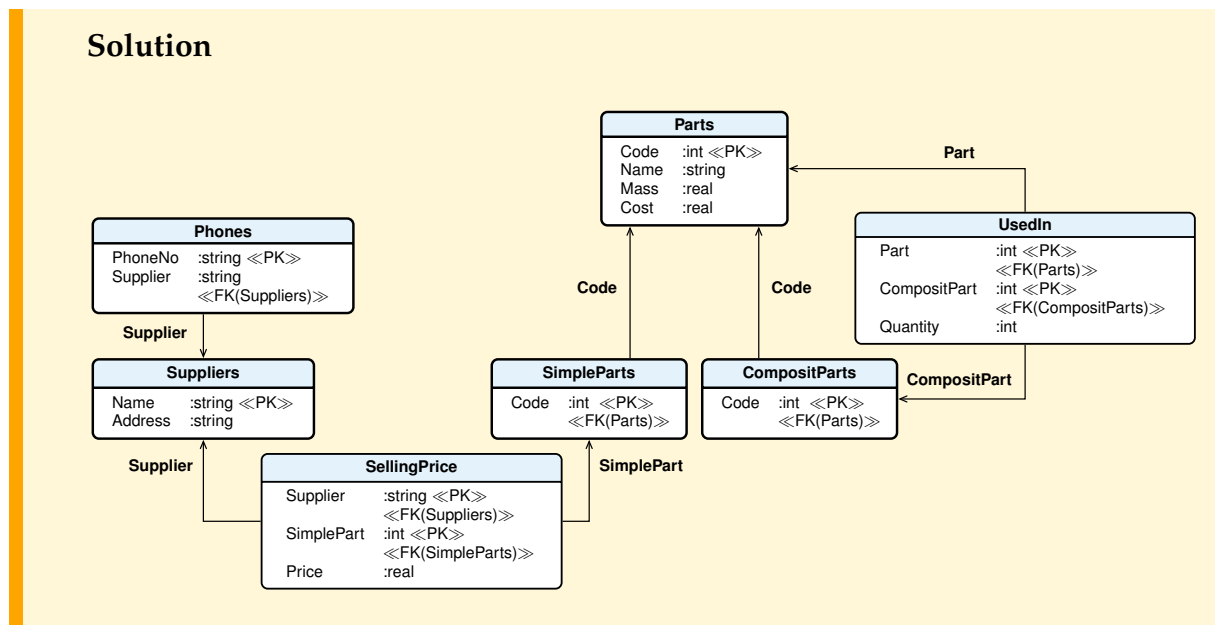 Solution
Parts
Code :int ≪PK≫
Name :string
Mass :real
Cost :real
Part
Phones
PhoneNo :string ≪PK≫
Supplier :string
≪FK(Suppliers)≫
UsedIn
Part :int ≪PK≫
≪FK(Parts)≫
CompositPart :int ≪PK≫
≪FK(CompositParts)≫
Quantity :int
Code
Code
Supplier
Suppliers
Name :string ≪PK≫
Address :string
SimpleParts
Code :int ≪PK≫
≪FK(Parts)≫
CompositParts
Code :int ≪PK≫
≪FK(Parts)≫
CompositPart
Supplier
SimplePart
SellingPrice
Supplier :string ≪PK≫
≪FK(Suppliers)≫
SimplePart :int ≪PK≫
≪FK(SimpleParts)≫
Price :real